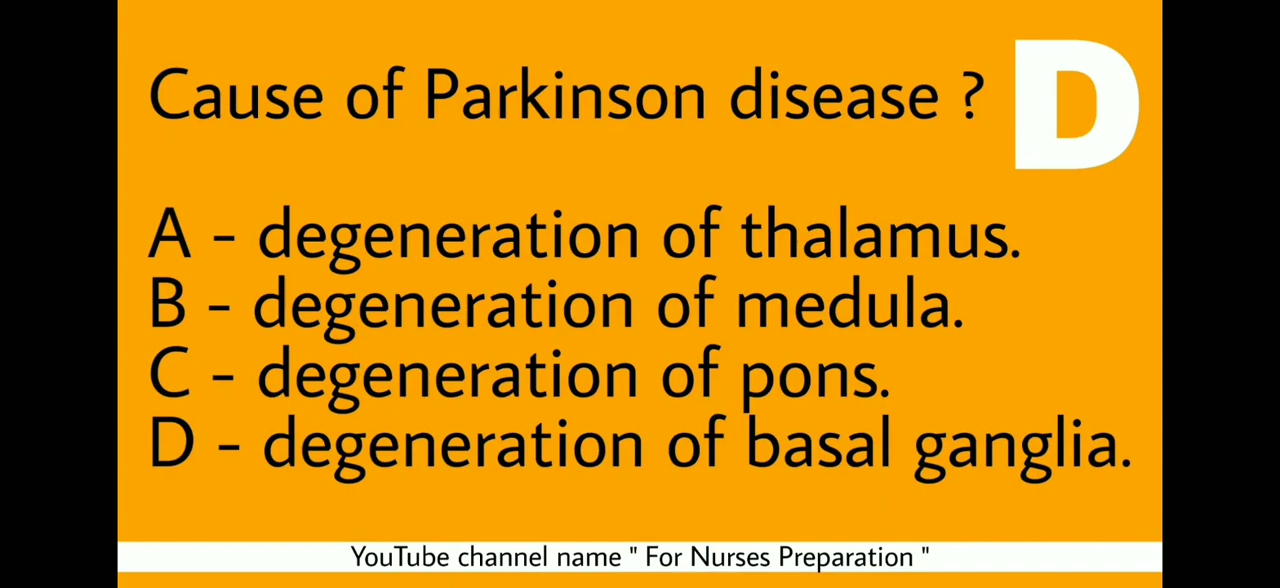 Cause of Parkinson disease ?
D
A - degeneration of thalamus.
B - degeneration of medula.
C - degeneration of pons.
D - degeneration of basal ganglia.
YouTube channel name " For Nurses Preparation "